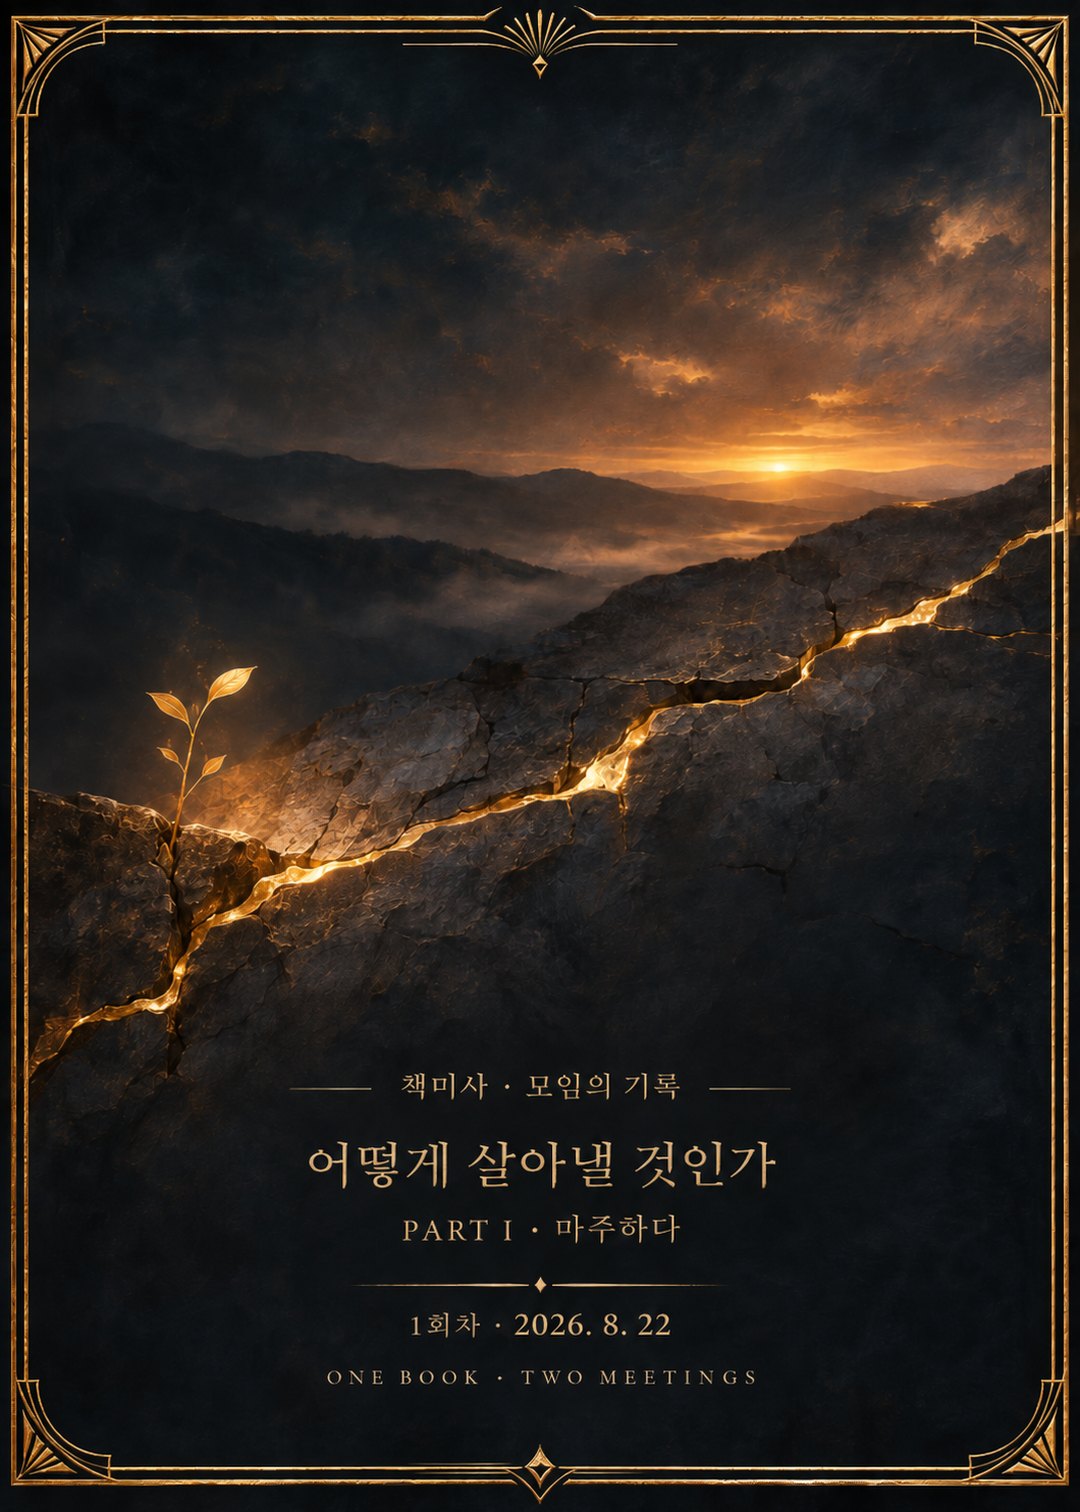 책미사 · 모임의 기록
어떻게 살아낼 것인가
PART I · 마주하다
1회차 · 2026. 8. 22
ONE BOOK · TWO MEETINGS